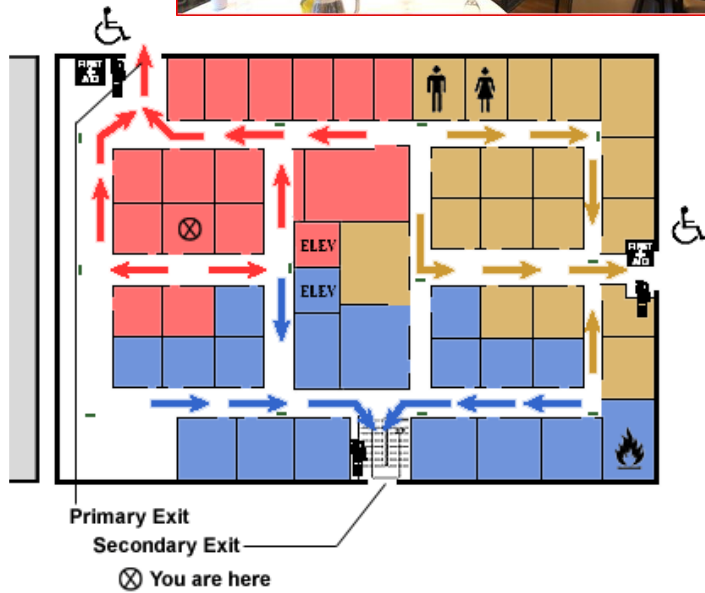 FIRST
AID
FIRST
AID
ELEV
ELEV
Primary Exit
Secondary Exit
You are here